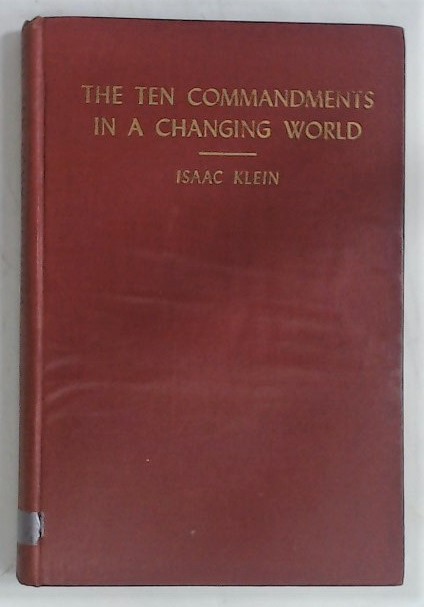 THE TEN COMMANDMENTS
IN A CHANGING WORLD
ISAAC KLEIN